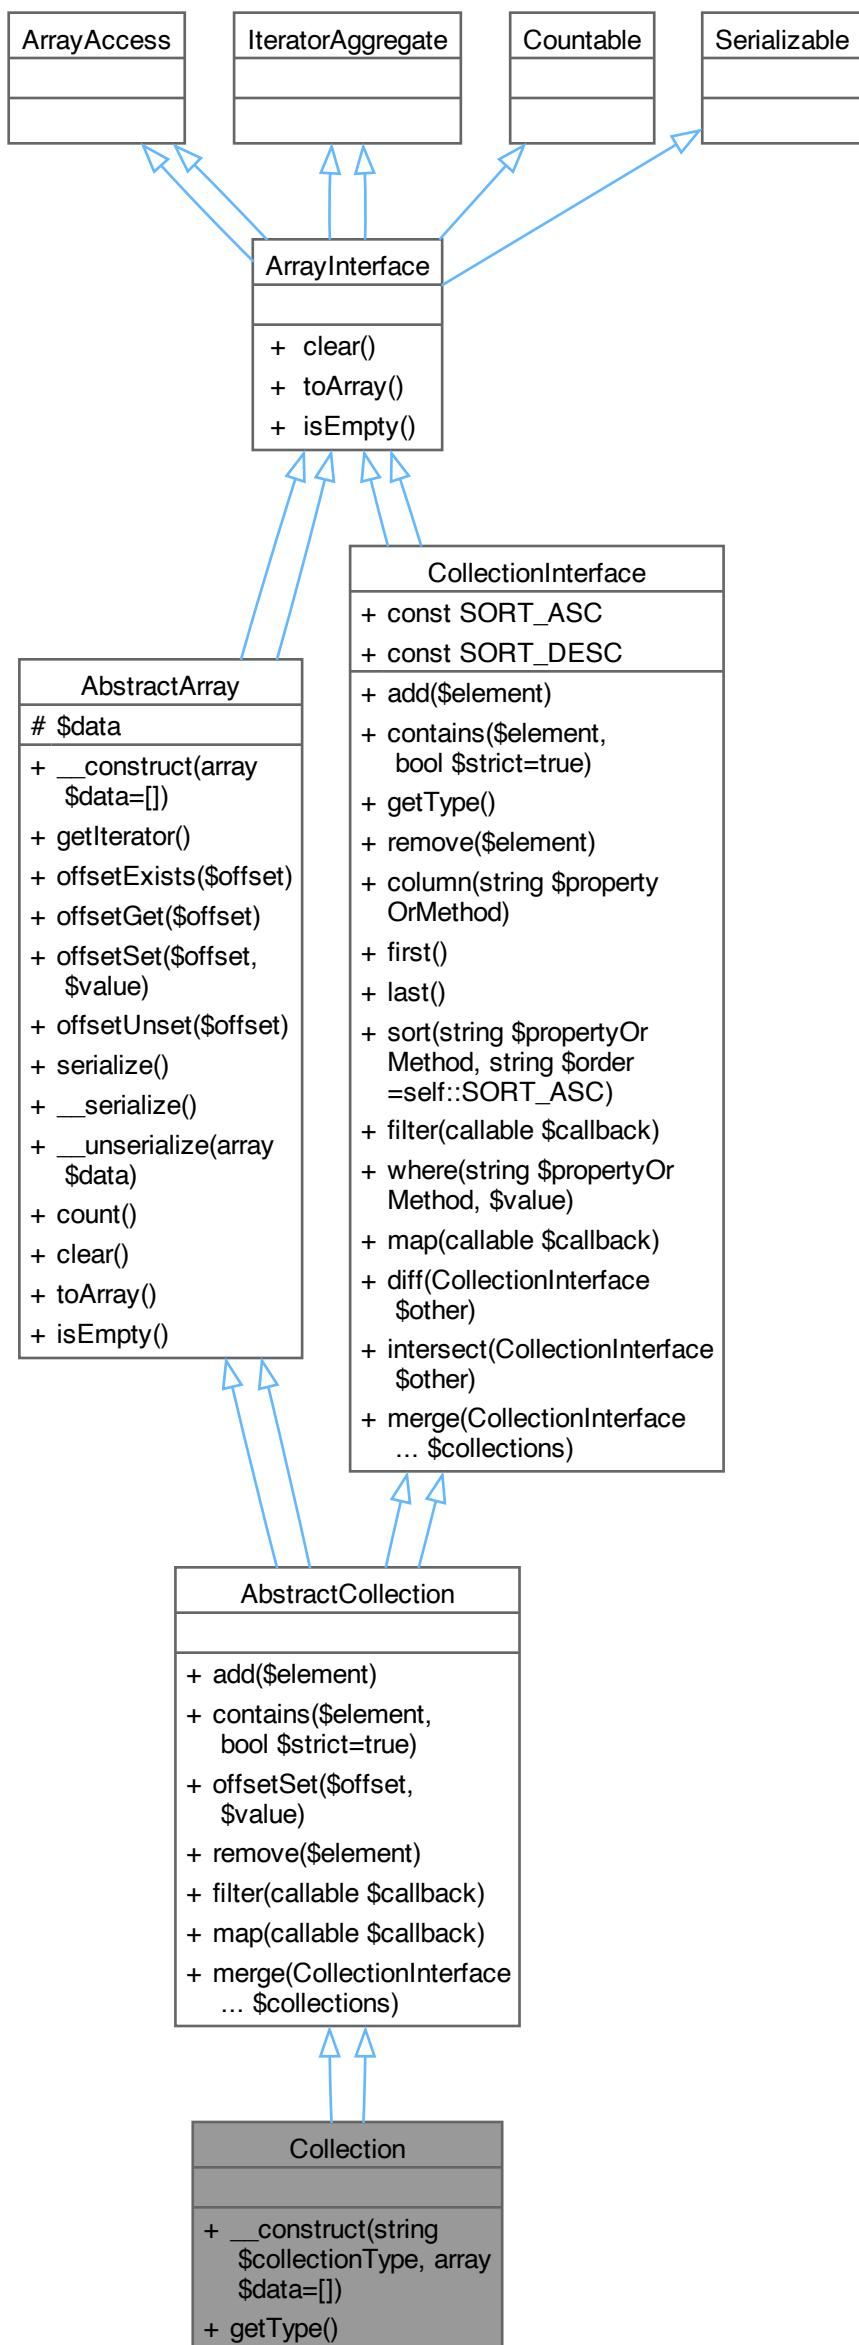 ArrayAccess
IteratorAggregate
Countable
Serializable
ArrayInterface
+ clear()
+ toArray()
+ isEmpty()
CollectionInterface
+ const SORT_ASC
+ const SORT_DESC
+ add($element)
+ contains($element,
bool $strict=true)
+ getType()
+ remove($element)
+ column(string $property
OrMethod)
+ first()
+ last()
+ sort(string $propertyOr
Method, string $order
=self::SORT_ASC)
+ filter(callable $callback)
+ where(string $propertyOr
Method, $value)
+ map(callable $callback)
+ diff(CollectionInterface
$other)
+ intersect(CollectionInterface
$other)
+ merge(CollectionInterface
... $collections)
AbstractArray
# $data
+ __construct(array
$data=[])
+ getIterator()
+ offsetExists($offset)
+ offsetGet($offset)
+ offsetSet($offset,
$value)
+ offsetUnset($offset)
+ serialize()
+ __serialize()
+ __unserialize(array
$data)
+ count()
+ clear()
+ toArray()
+ isEmpty()
AbstractCollection
+ add($element)
+ contains($element,
bool $strict=true)
+ offsetSet($offset,
$value)
+ remove($element)
+ filter(callable $callback)
+ map(callable $callback)
+ merge(CollectionInterface
... $collections)
Collection
+ __construct(string
$collectionType, array
$data=[])
+ getType()